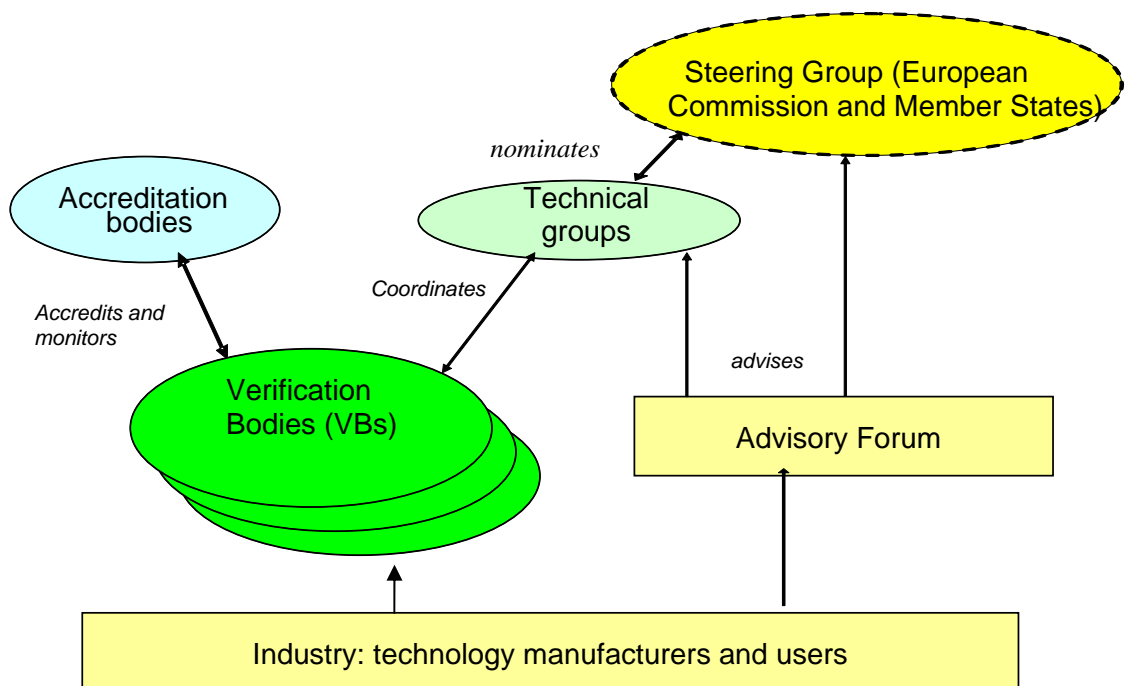 Steering Group (European
Commission and Member States)
nominates
Accreditation
bodies
Technical
groups
Coordinates
Accredits and
monitors
advises
Verification
Bodies (VBs)
Advisory Forum
Industry: technology manufacturers and users